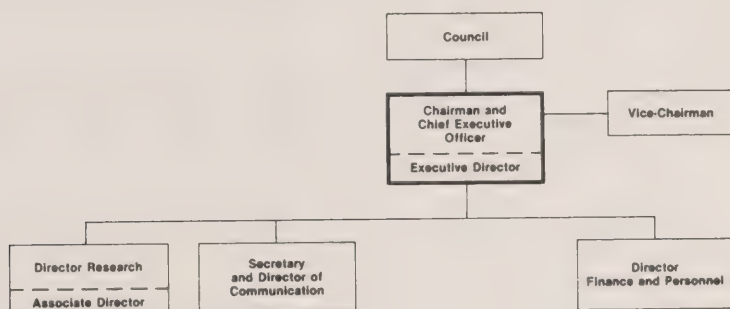 Council
Chairman and
Chief Executive
Officer
Executive Director
Vice-Chairman
Director Research
Associate Director
Secretary
and Director of
Communication
Director
Finance and Personnel